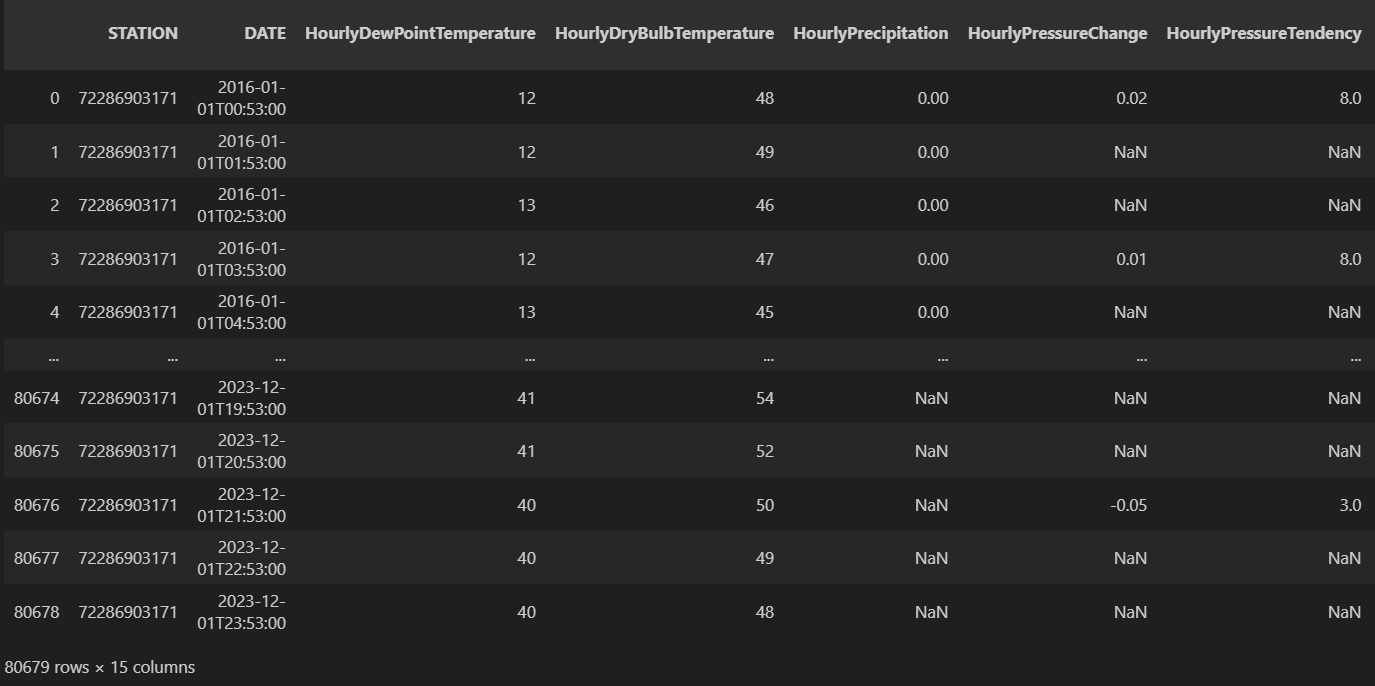 STATION DATE HourlyDewPointTemperature HourlyDryBulbTemperature HourlyPrecipitation HourlyPressureChange HourlyPressureTendency
0 72286903171 2016-01-01T00:53:00 12 48 0.00 0.02 8.0
1 72286903171 2016-01-01T01:53:00 12 49 0.00 NaN NaN
2 72286903171 2016-01-01T02:53:00 13 46 0.00 NaN NaN
3 72286903171 2016-01-01T03:53:00 12 47 0.00 0.01 8.0
4 72286903171 2016-01-01T04:53:00 13 45 0.00 NaN NaN
... ... ... ... ... ... ... ...
80674 72286903171 2023-12-01T19:53:00 41 54 NaN NaN NaN
80675 72286903171 2023-12-01T20:53:00 41 52 NaN NaN NaN
80676 72286903171 2023-12-01T21:53:00 40 50 NaN -0.05 3.0
80677 72286903171 2023-12-01T22:53:00 40 49 NaN NaN NaN
80678 72286903171 2023-12-01T23:53:00 40 48 NaN NaN NaN
80679 rows × 15 columns